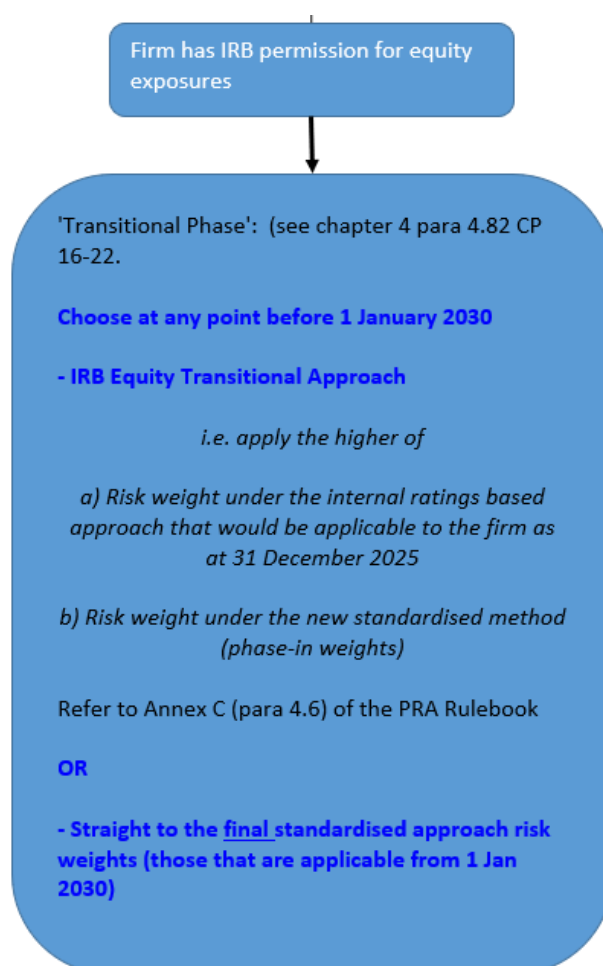 Firm has IRB permission for equity
exposures
'Transitional Phase':  (see chapter 4 para 4.82 CP
16-22.
Choose at any point before 1 January 2030
- IRB Equity Transitional Approach
i.e. apply the higher of
a) Risk weight under the internal ratings based
approach that would be applicable to the firm as
at 31 December 2025
b) Risk weight under the new standardised method
(phase-in weights)
Refer to Annex C (para 4.6) of the PRA Rulebook
OR
- Straight to the final standardised approach risk
weights (those that are applicable from 1 Jan
2030)